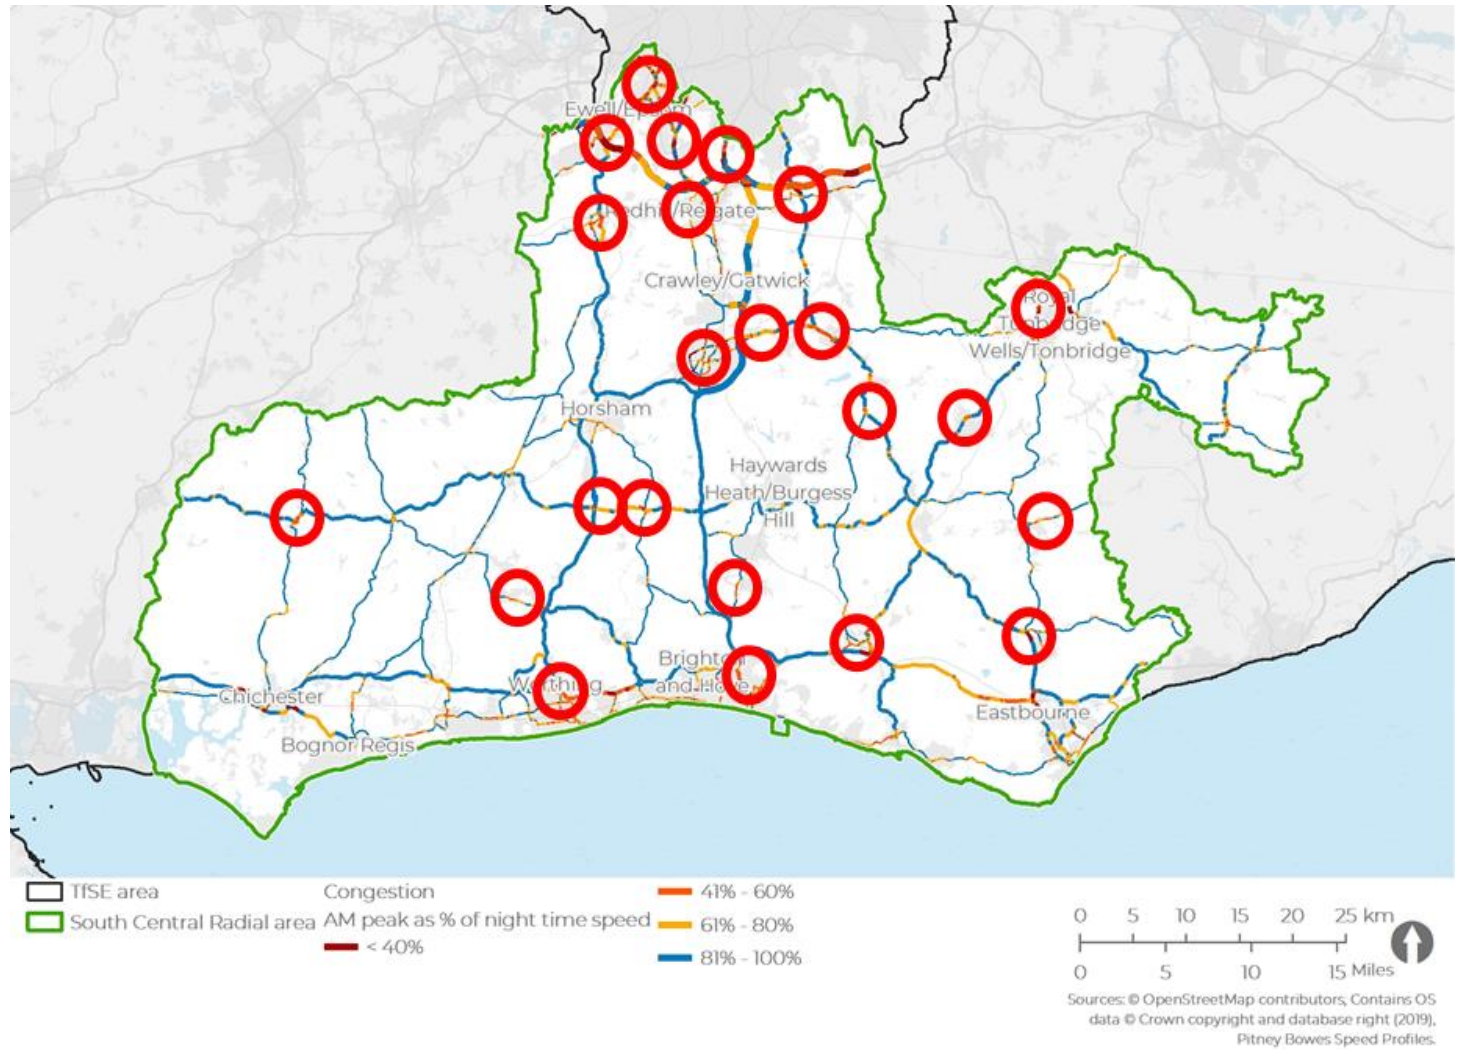 Ewell/Epsom
Redhill/Reigate
Crawley/Gatwick
Royal
Tunbridge
Wells/Tonbridge
Horsham
Haywards
Heath/Burgess
Hill
Brighton
and Hove
Worthing
Chichester
Eastbourne
Bognor Regis
TfSE area
South Central Radial area
Congestion
AM peak as % of night time speed
< 40%
41% - 60%
61% - 80%
81% - 100%
0 5 10 15 20 25 km
0 5 10 15 Miles
Sources: © OpenStreetMap contributors, Contains OS
data © Crown copyright and database right (2019),
Pitney Bowes Speed Profiles.